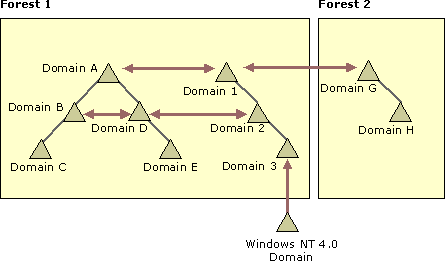 Forest 1
Forest 2
Domain A
Domain 1
Domain G
Domain B
Domain D
Domain 2
Domain H
Domain C
Domain E
Domain 3
Windows NT 4.0
Domain